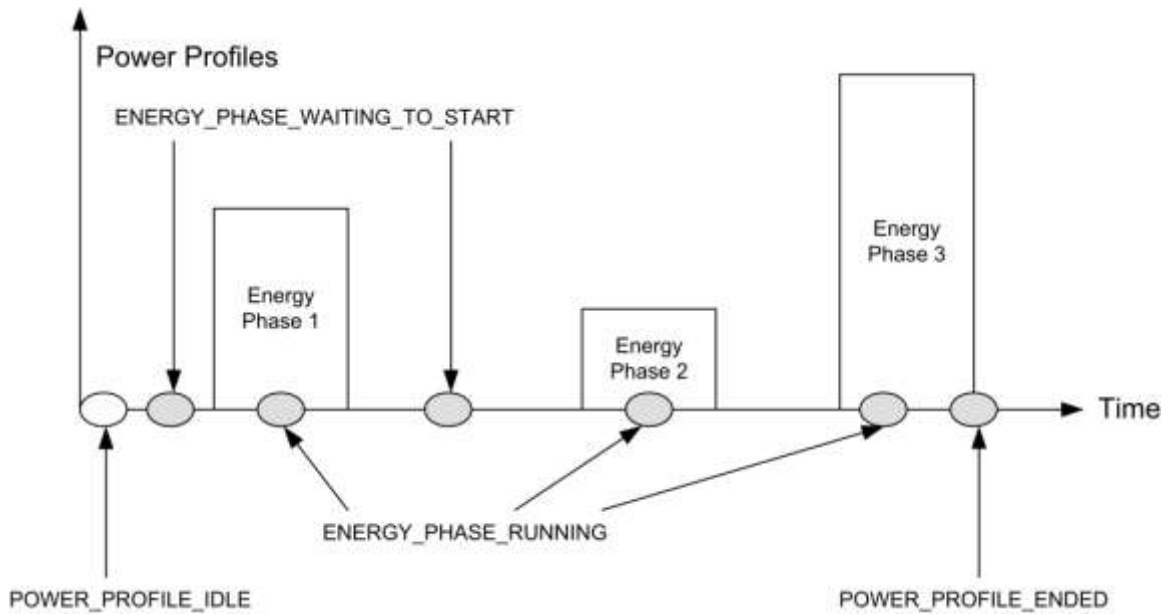 Power Profiles
ENERGY_PHASE_WAITING_TO_START
Energy
Phase 1
Energy
Phase 2
Energy
Phase 3
Time
ENERGY_PHASE_RUNNING
POWER_PROFILE_IDLE
POWER_PROFILE_ENDED